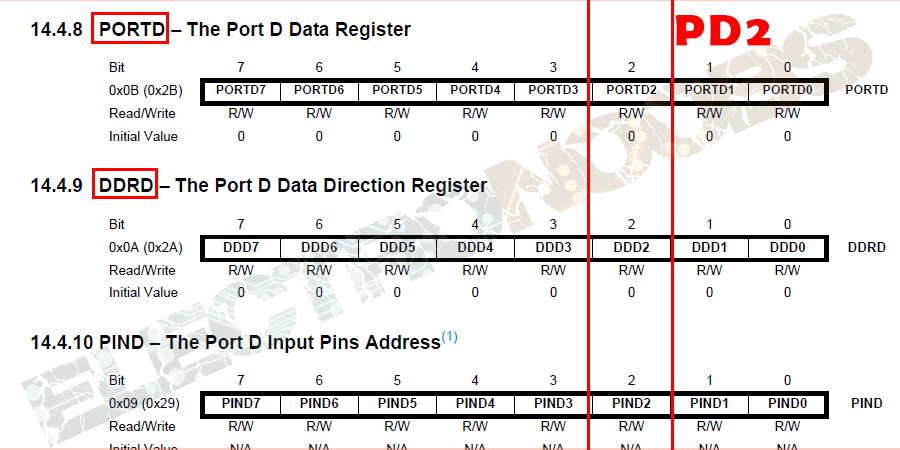 14.4.8 PORTD – The Port D Data Register
PD2
Bit 7 6 5 4 3 2 1 0
0x0B (0x2B) PORTD7 PORTD6 PORTD5 PORTD4 PORTD3 PORTD2 PORTD1 PORTD0 PORTD
Read/Write R/W R/W R/W R/W R/W R/W R/W R/W
Initial Value 0 0 0 0 0 0 0 0
14.4.9 DDRD – The Port D Data Direction Register
Bit 7 6 5 4 3 2 1 0
0x0A (0x2A) DDD7 DDD6 DDD5 DDD4 DDD3 DDD2 DDD1 DDD0 DDRD
Read/Write R/W R/W R/W R/W R/W R/W R/W R/W
Initial Value 0 0 0 0 0 0 0 0
14.4.10 PIND – The Port D Input Pins Address(1)
Bit 7 6 5 4 3 2 1 0
0x09 (0x29) PIND7 PIND6 PIND5 PIND4 PIND3 PIND2 PIND1 PIND0 PIND
Read/Write R/W R/W R/W R/W R/W R/W R/W R/W
Initial Value N/A N/A N/A N/A N/A N/A N/A N/A
ELECTRONOOBS